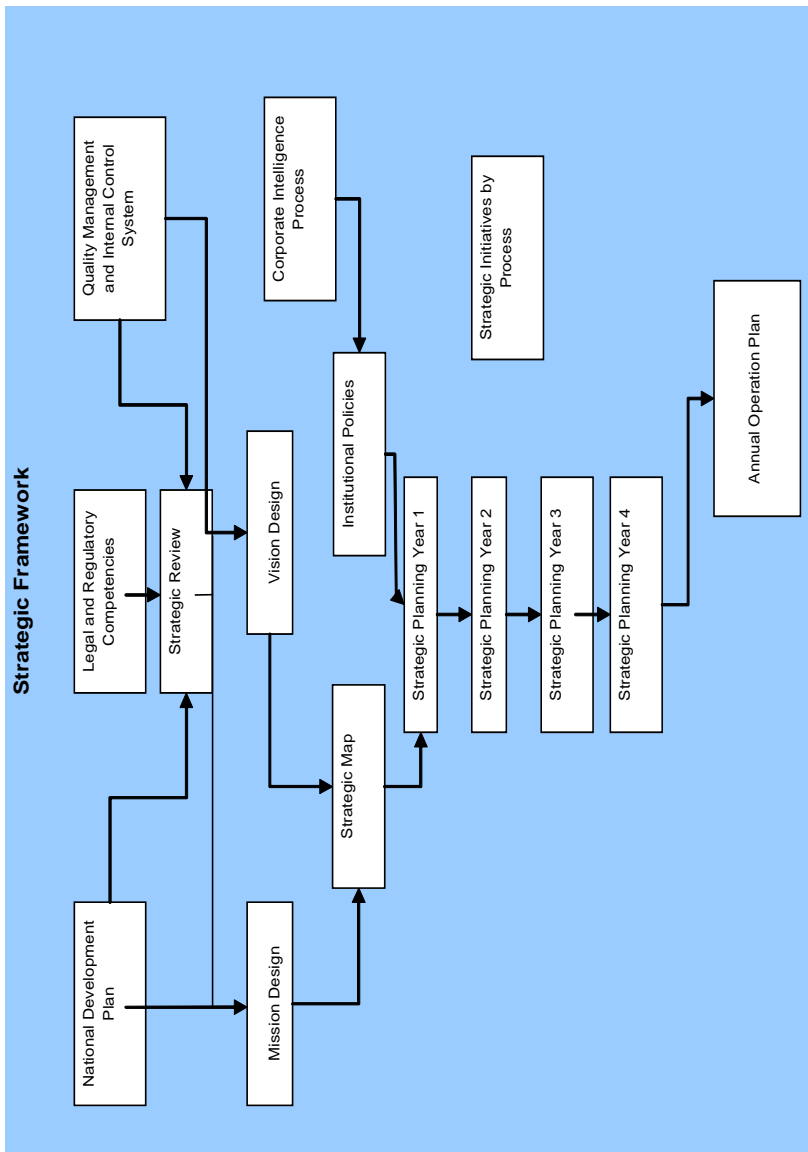 Strategic Framework
National Development
Plan
Legal and Regulatory
Competencies
Quality Management
and Internal Control
System
Strategic Review
Mission Design
Vision Design
Corporate Intelligence
Process
Strategic Map
Institutional Policies
Strategic Planning Year 1
Strategic Planning Year 2
Strategic Initiatives by
Process
Strategic Planning Year 3
Strategic Planning Year 4
Annual Operation Plan